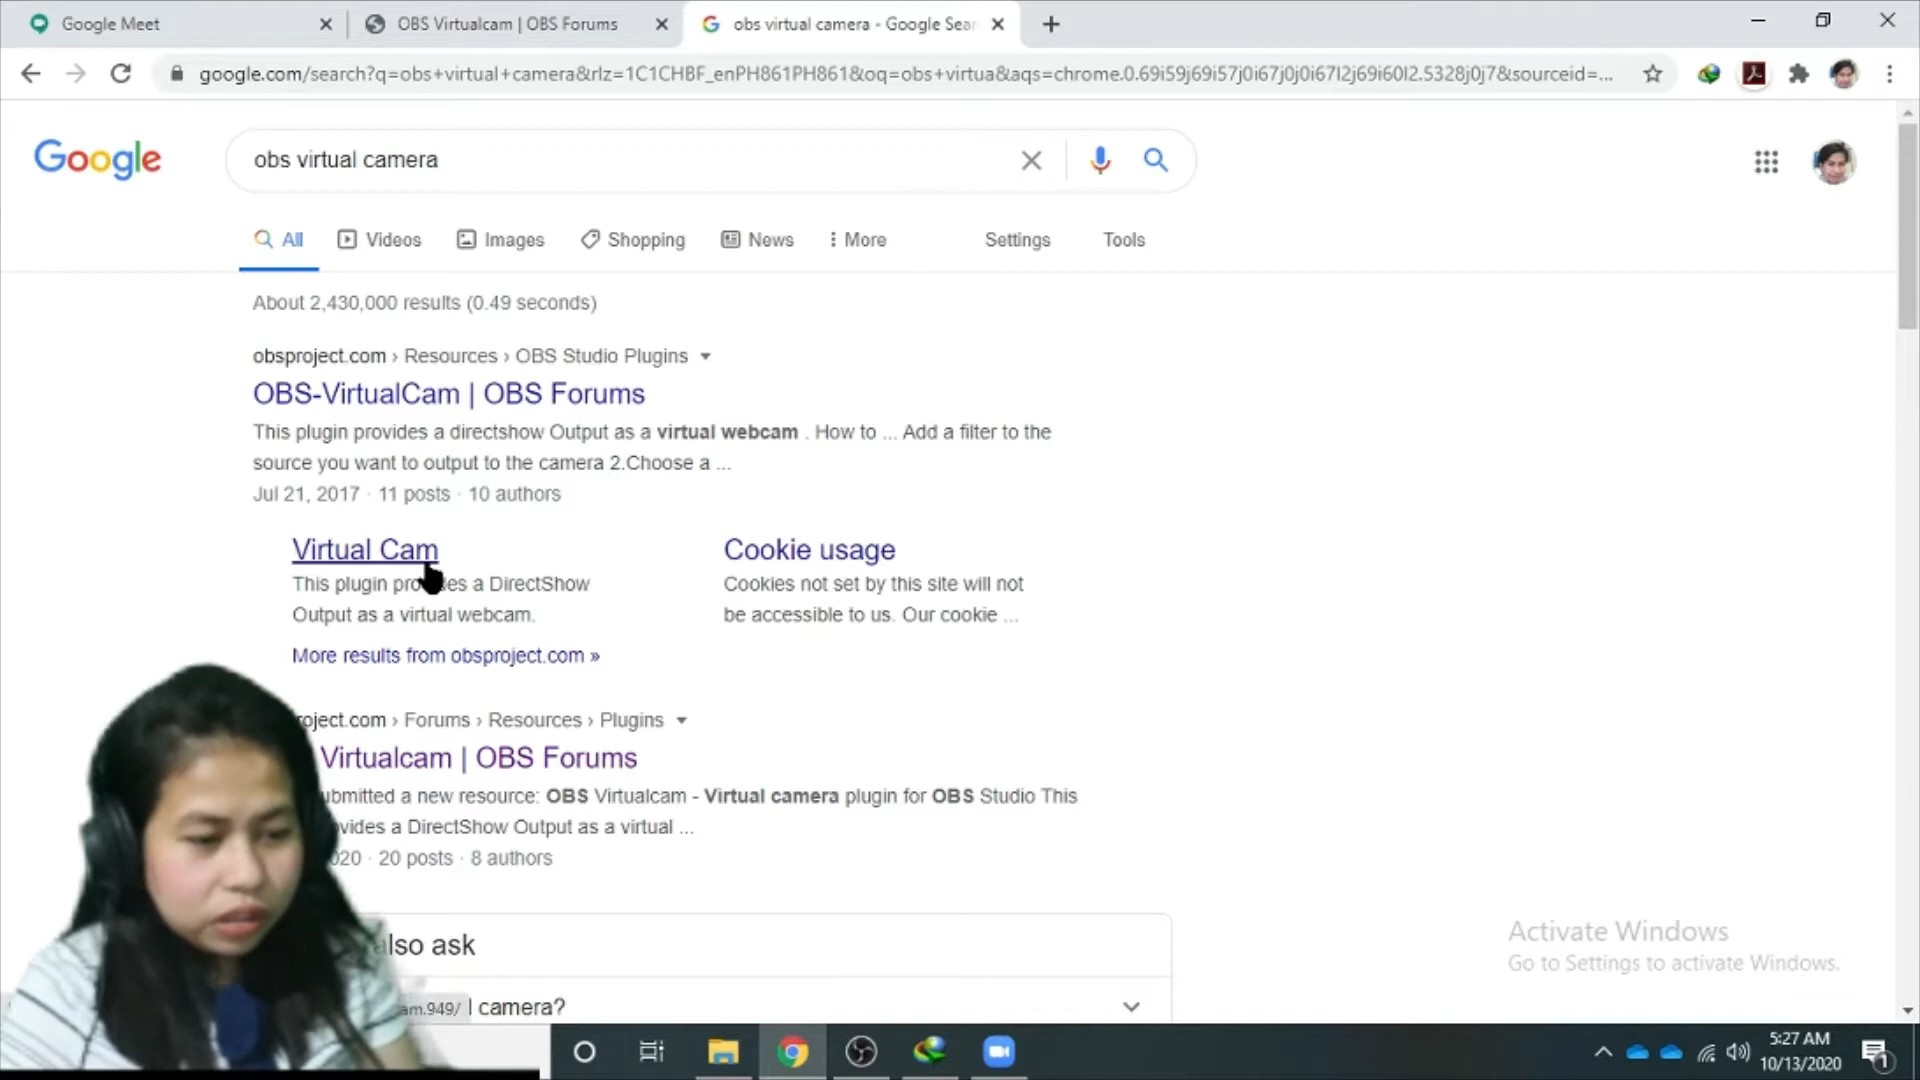 Google Meet
OBS Virtualcam | OBS Forums
obs virtual camera - Google Sear
google.com/search?q=obs+virtual+camera&rlz=1C1CHBF_enPH861PH861&oq=obs+virtua&aqs=chrome.0.69i59j69i57j0i67j0j0i67l2j69i60l2.5328j0j7&sourceid=...
Google
obs virtual camera
All
Videos
Images
Shopping
News
More
Settings
Tools
About 2,430,000 results (0.49 seconds)
obsproject.com › Resources › OBS Studio Plugins
OBS-VirtualCam | OBS Forums
This plugin provides a directshow Output as a virtual webcam . How to ... Add a filter to the
source you want to output to the camera 2.Choose a ...
Jul 21, 2017 · 11 posts · 10 authors
Virtual Cam
This plugin provides a DirectShow
Output as a virtual webcam.
Cookie usage
Cookies not set by this site will not
be accessible to us. Our cookie ...
More results from obsproject.com »
roject.com › Forums › Resources › Plugins
Virtualcam | OBS Forums
ubmitted a new resource: OBS Virtualcam - Virtual camera plugin for OBS Studio This
vides a DirectShow Output as a virtual ...
020 · 20 posts · 8 authors
also ask
am.949/ l camera?
Activate Windows
Go to Settings to activate Windows.
5:27 AM
10/13/2020
1